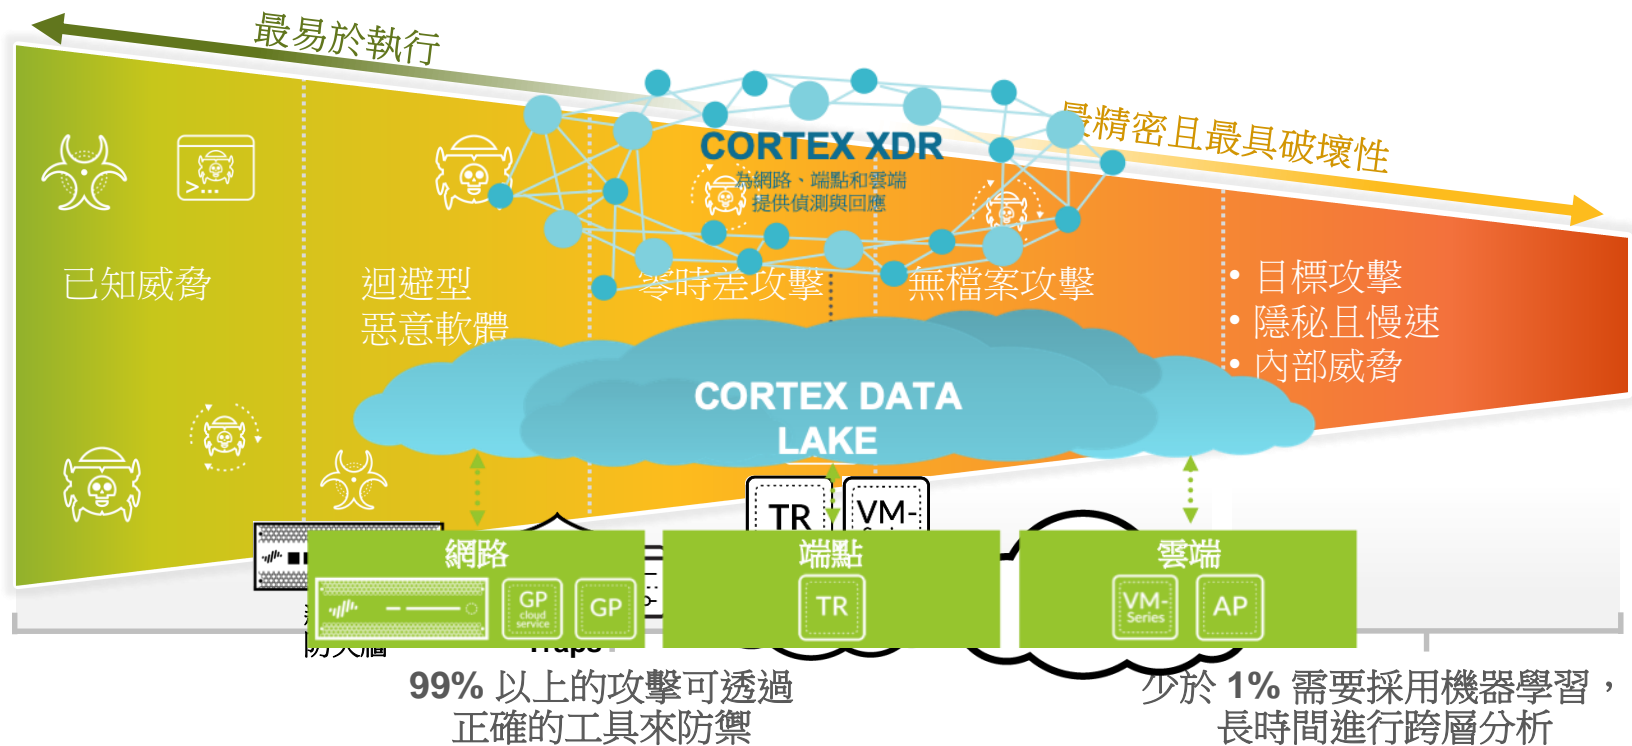 最易於執行
最精密且最具破壞性
CORTEX XDR
為網路、端點和雲端
提供偵測與回應
>...
已知威脅
迴避型
惡意軟體
零時差攻擊
無檔案攻擊
• 目標攻擊
• 隱秘且慢速
• 內部威脅
CORTEX DATA
LAKE
TR
VM-
網路
端點
雲端
GP
cloud
service
GP
TR
VM-
Series
AP
防火牆
Traps
99% 以上的攻擊可透過
正確的工具來防禦
少於 1% 需要採用機器學習，
長時間進行跨層分析